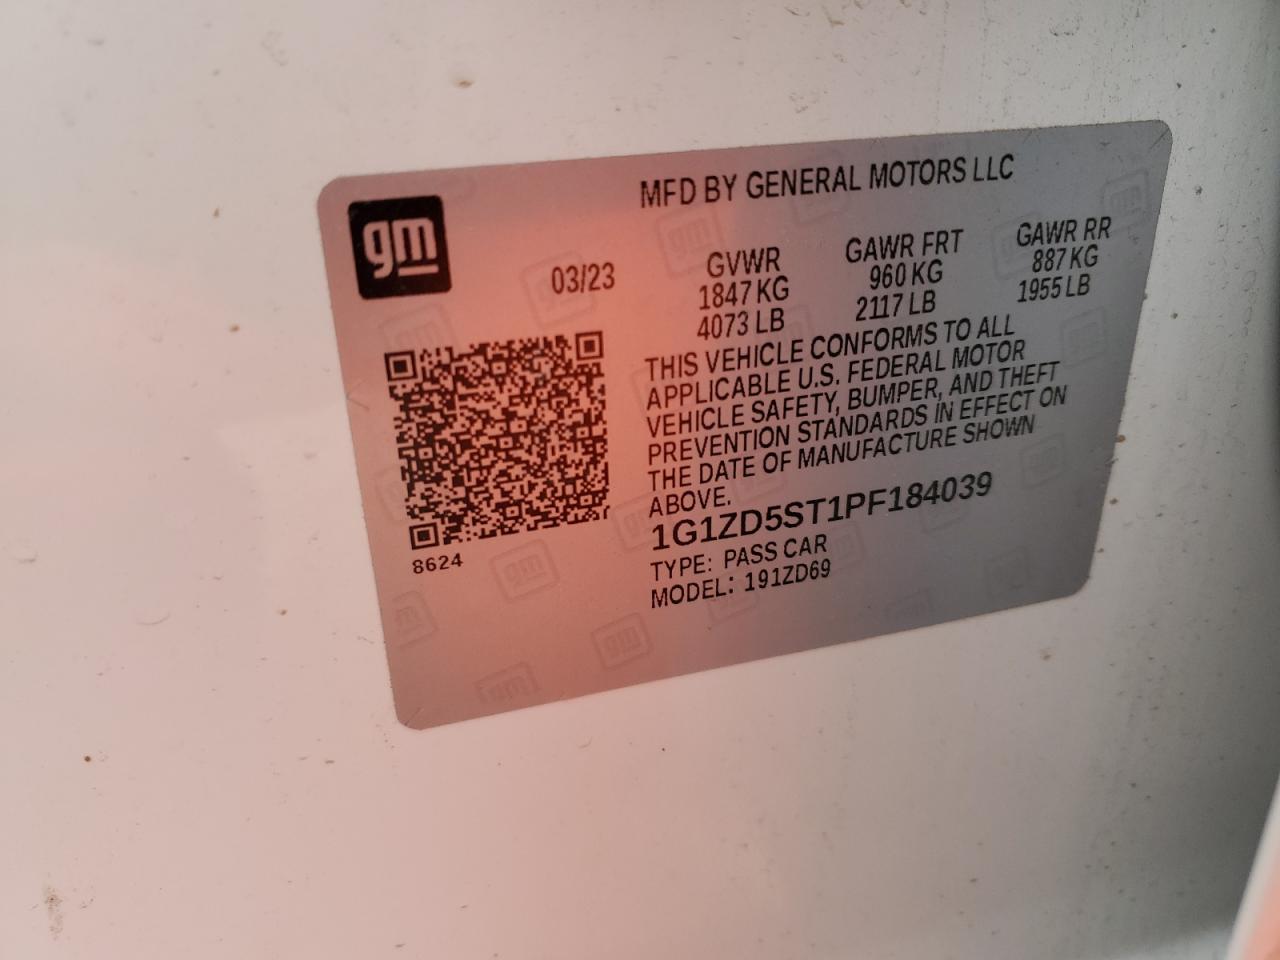 gm
MFD BY GENERAL MOTORS LLC
03/23
GVWR GAWR FRT GAWR RR
1847 KG 960 KG 887 KG
4073 LB 2117 LB 1955 LB
THIS VEHICLE CONFORMS TO ALL
APPLICABLE U.S. FEDERAL MOTOR
VEHICLE SAFETY, BUMPER, AND THEFT
PREVENTION STANDARDS IN EFFECT ON
THE DATE OF MANUFACTURE SHOWN
ABOVE.
1G1ZD5ST1PF184039
TYPE: PASS CAR
MODEL: 191ZD69
8624